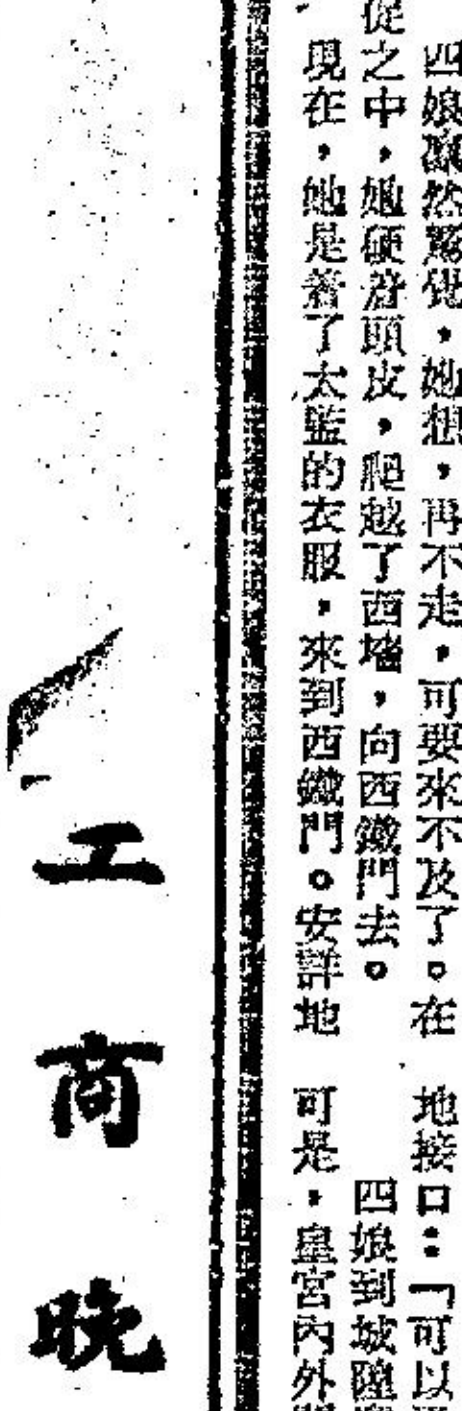 四娘凜然驚覺，她想，再不走，可要來不及了。在
之中，她硬着頭皮，爬越了西墻，向西鐵門去。
現在，她是着了太監的衣服，來到西鐵門。安詳地
地接口：「可以
四娘到城隍
可是，皇宮內外
工商晚